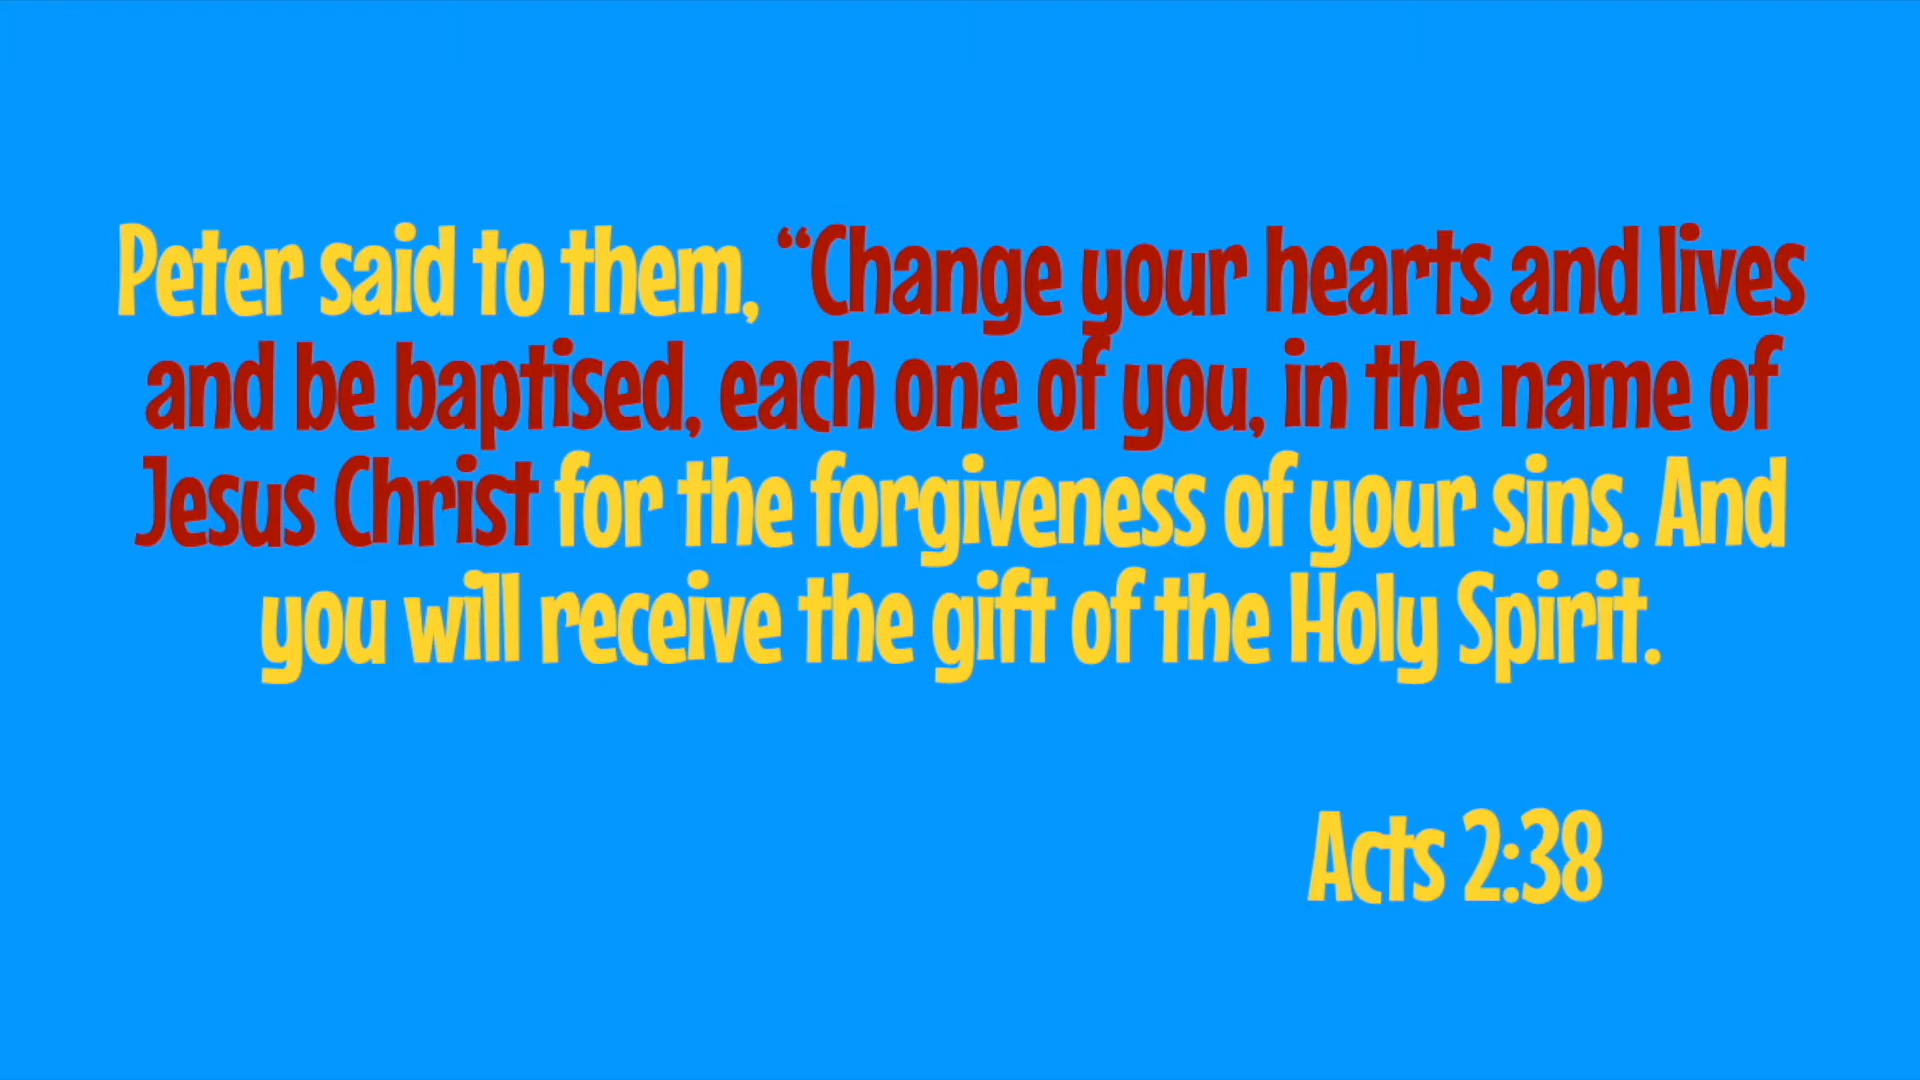 Peter said to them, “Change your hearts and lives
and be baptised, each one of you, in the name of
Jesus Christ for the forgiveness of your sins. And
you will receive the gift of the Holy Spirit.
Acts 2:38